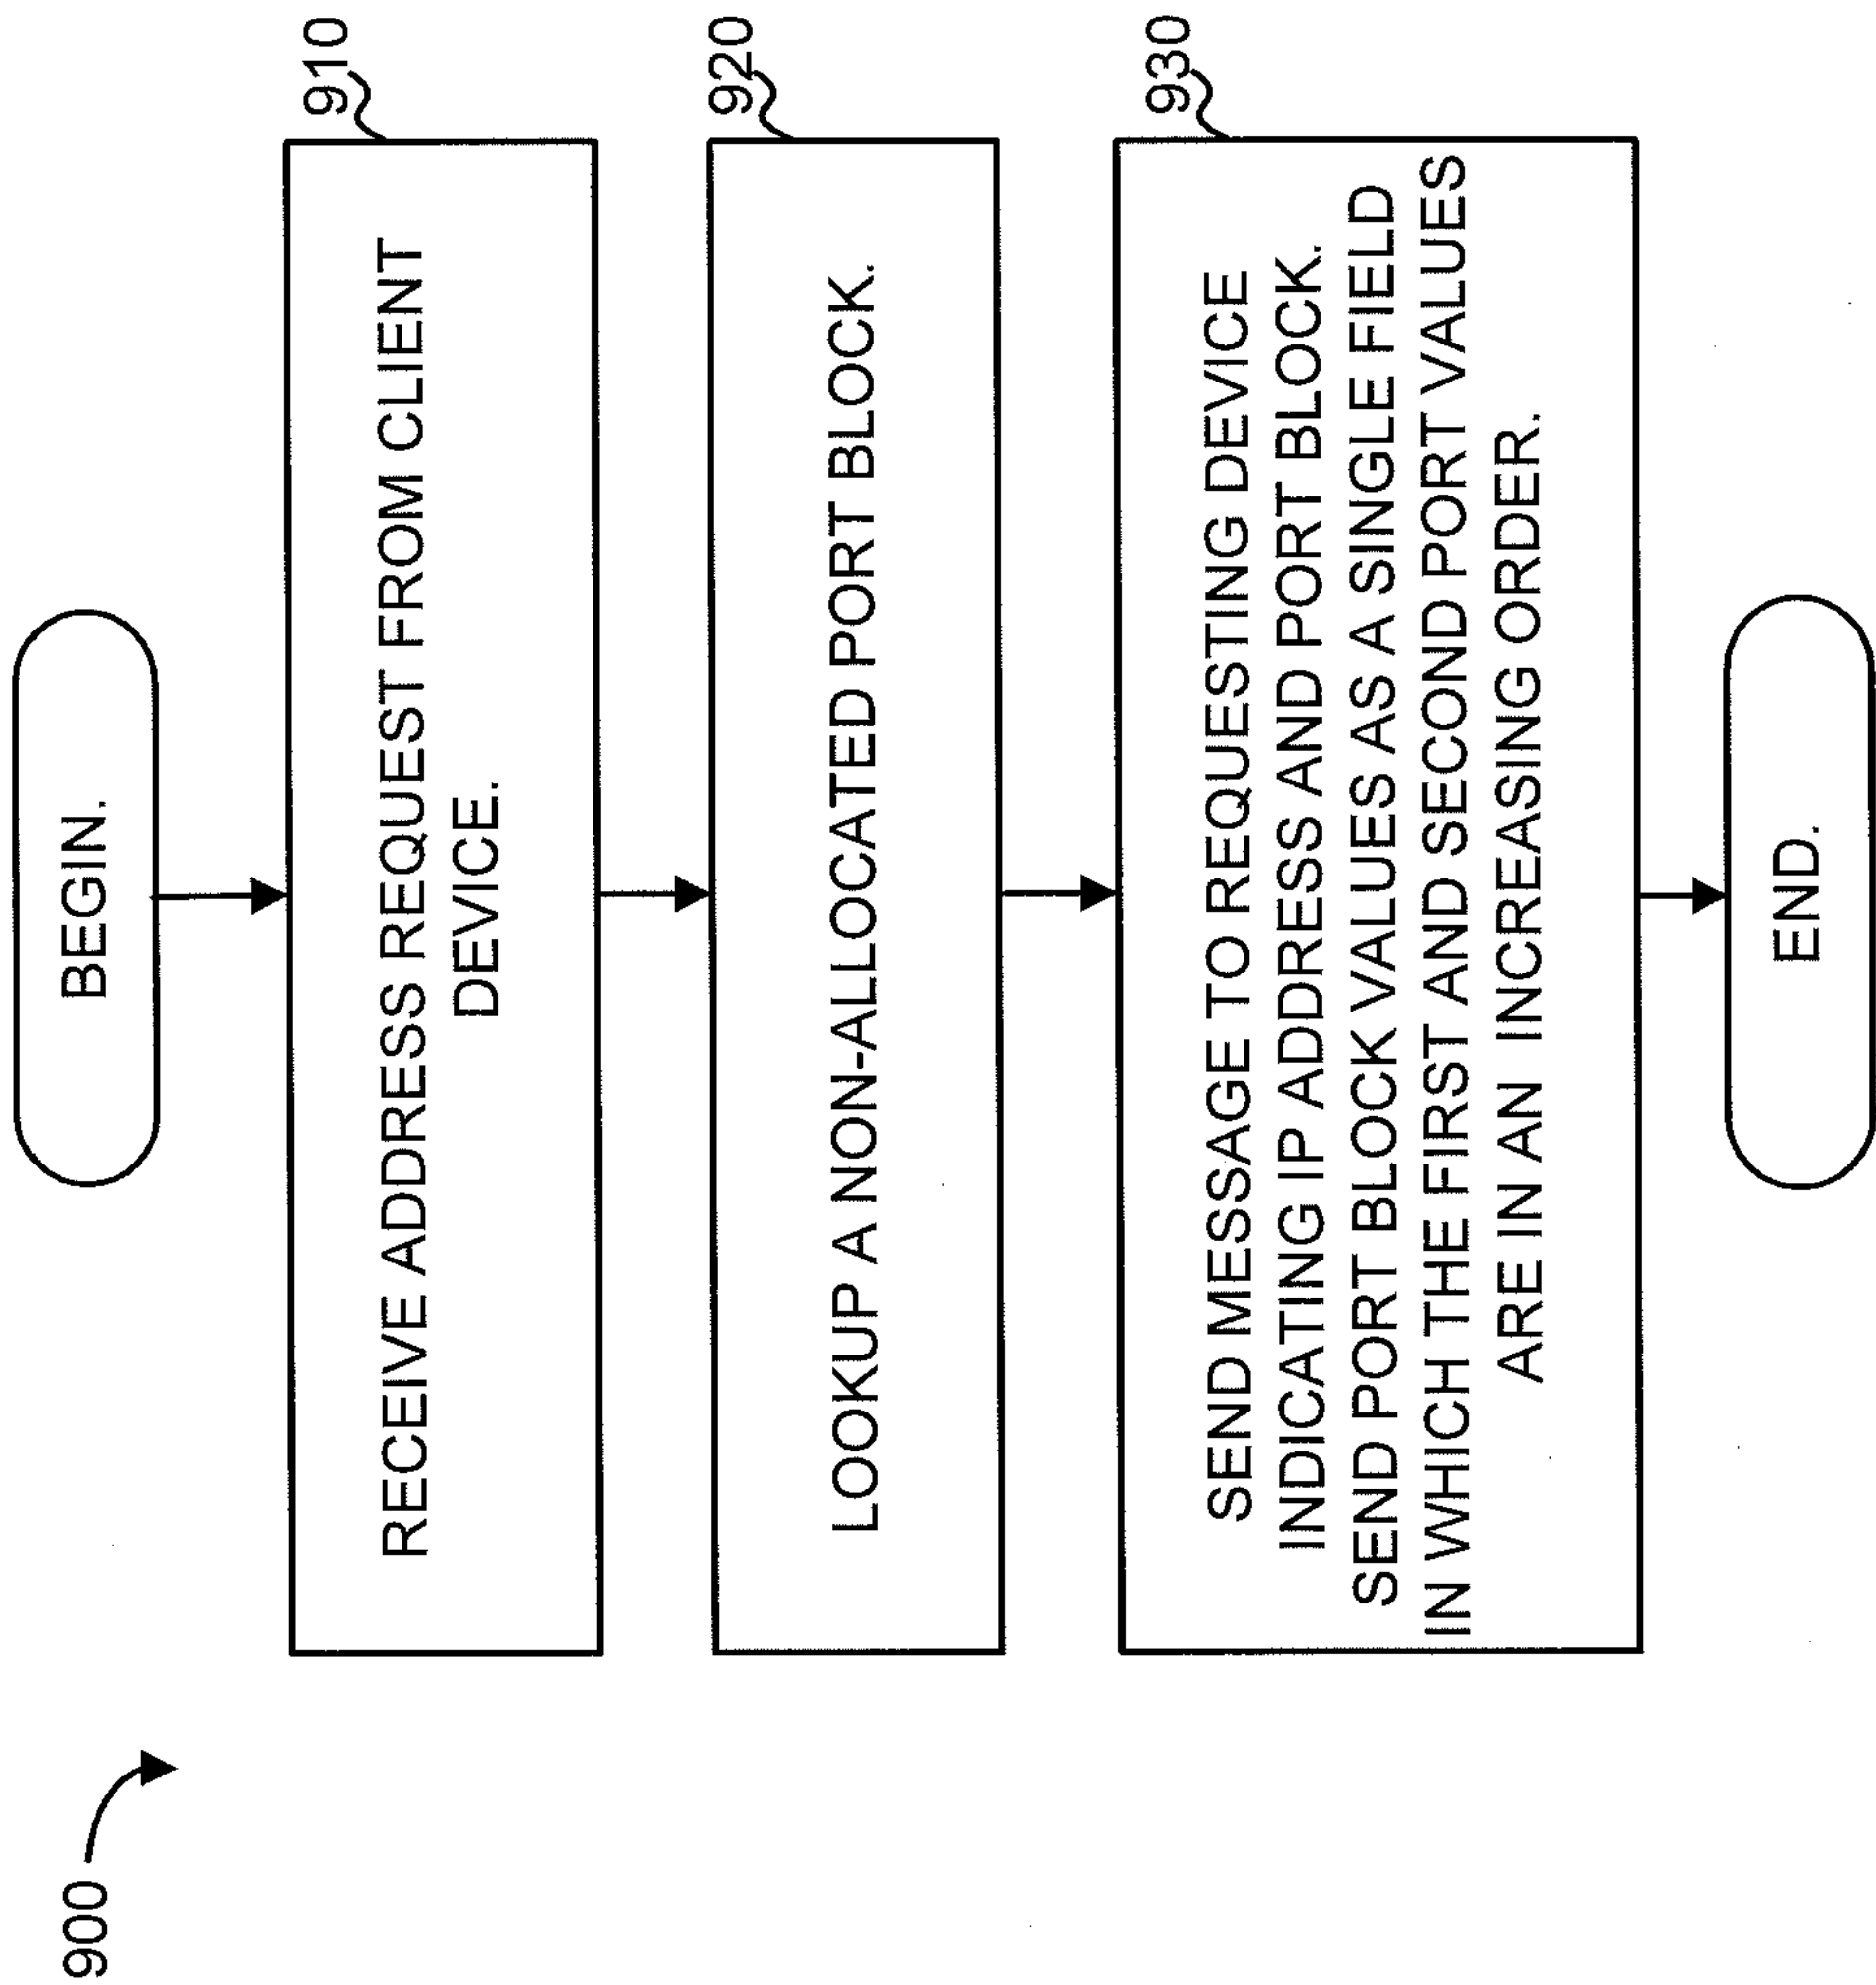 900
BEGIN.
910
RECEIVE ADDRESS REQUEST FROM CLIENT
DEVICE.
920
LOOKUP A NON-ALLOCATED PORT BLOCK.
930
SEND MESSAGE TO REQUESTING DEVICE
INDICATING IP ADDRESS AND PORT BLOCK.
SEND PORT BLOCK VALUES AS A SINGLE FIELD
IN WHICH THE FIRST AND SECOND PORT VALUES
ARE IN AN INCREASING ORDER.
END.